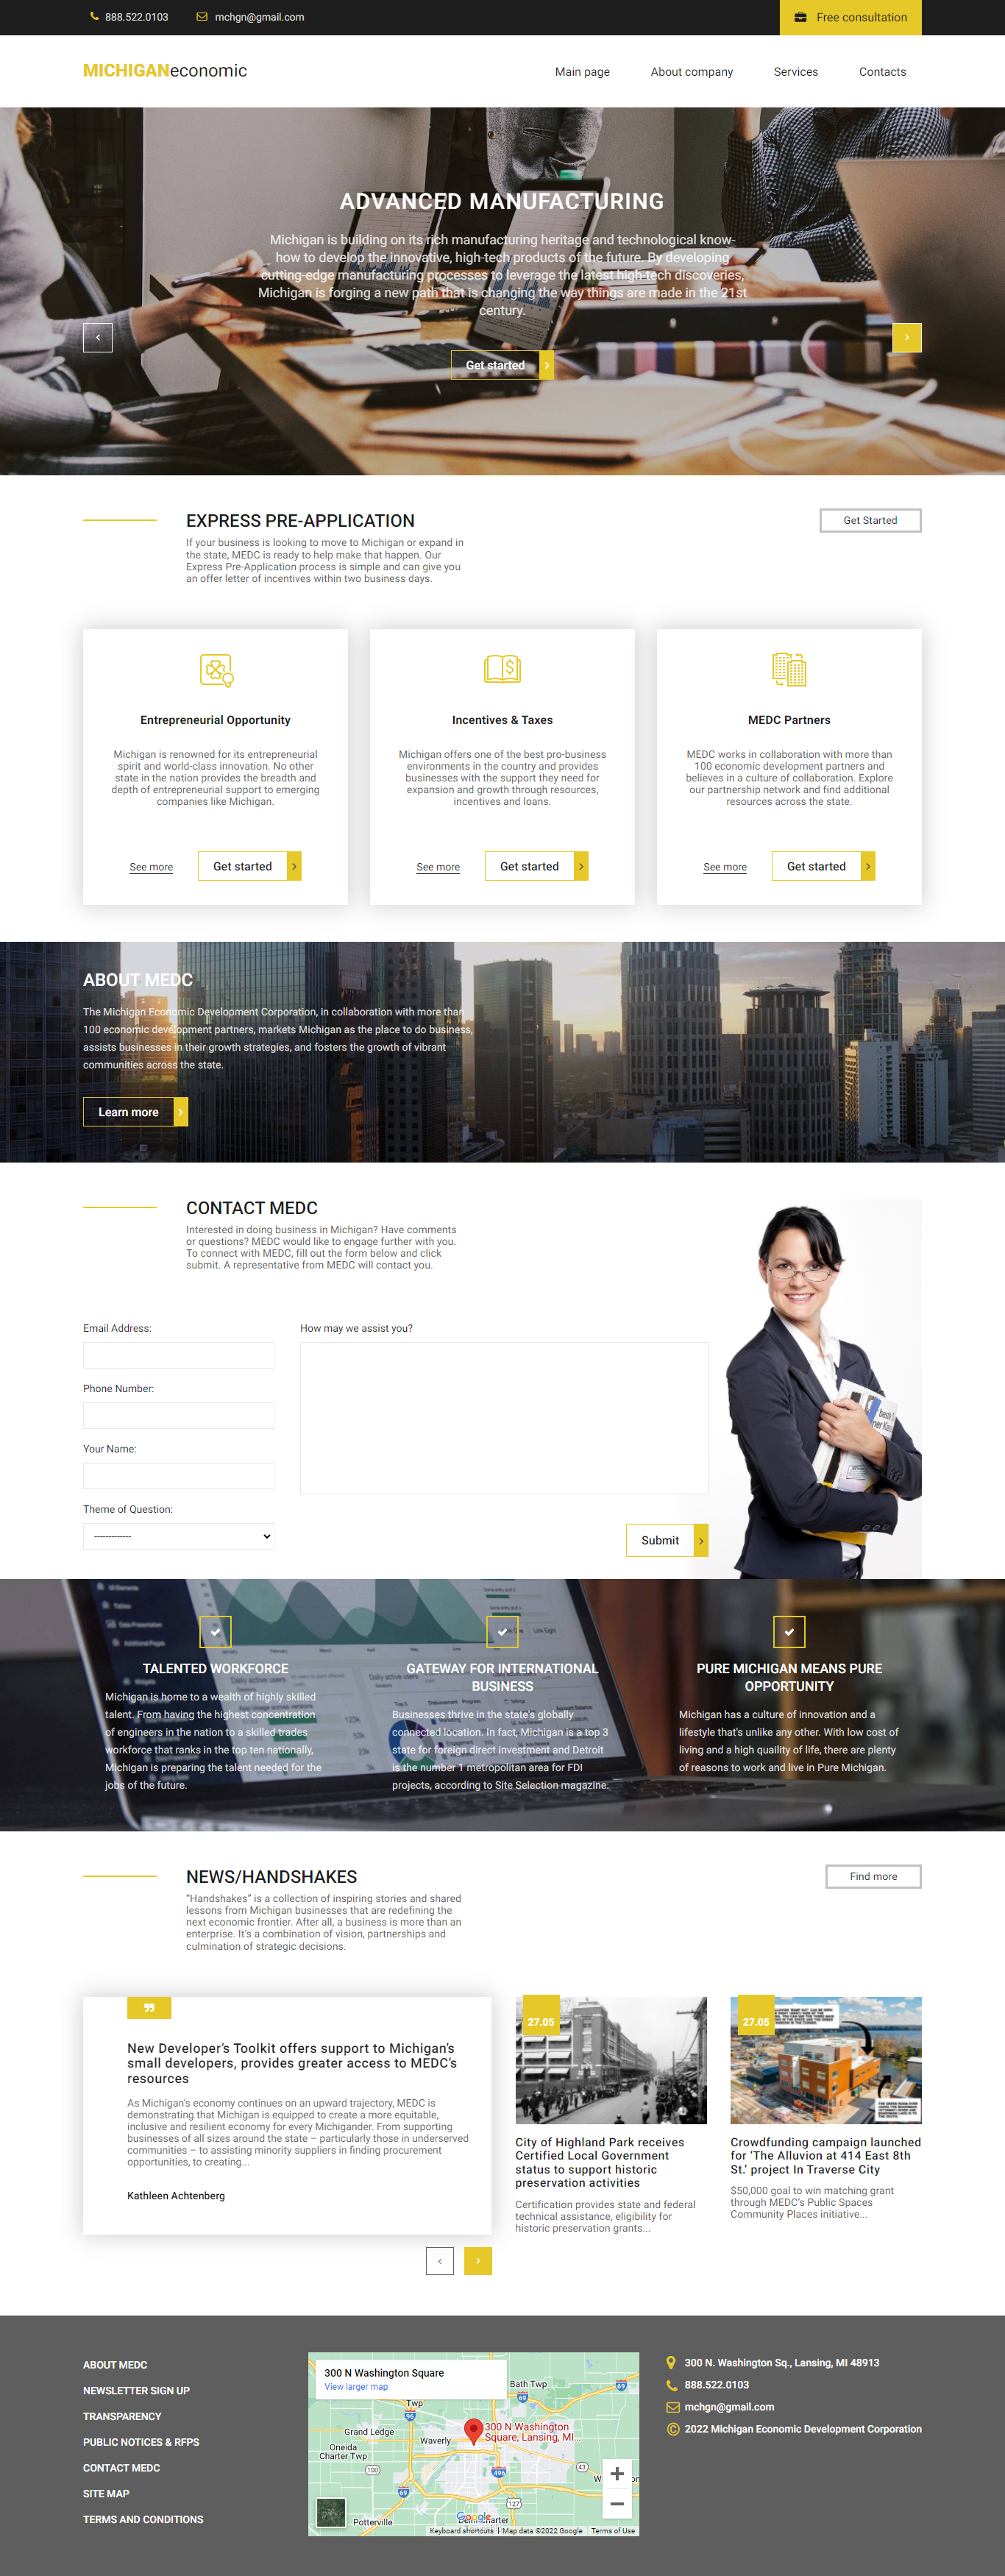 888.522.0103
mchgn@gmail.com
Free consultation
MICHIGANeconomic
Main page
About company
Services
Contacts
ADVANCED MANUFACTURING
Michigan is building on its rich manufacturing heritage and technological know-
how to develop the innovative, high-tech products of the future. By developing
cutting-edge manufacturing processes to leverage the latest high-tech discoveries,
Michigan is forging a new path that is changing the way things are made in the 21st
century.
Get started
EXPRESS PRE-APPLICATION
Get Started
If your business is looking to move to Michigan or expand in
the state, MEDC is ready to help make that happen. Our
Express Pre-Application process is simple and can give you
an offer letter of incentives within two business days.
Entrepreneurial Opportunity
Michigan is renowned for its entrepreneurial
spirit and world-class innovation. No other
state in the nation provides the breadth and
depth of entrepreneurial support to emerging
companies like Michigan.
See more
Get started
Incentives & Taxes
Michigan offers one of the best pro-business
environments in the country and provides
businesses with the support they need for
expansion and growth through resources,
incentives and loans.
See more
Get started
MEDC Partners
MEDC works in collaboration with more than
100 economic development partners and
believes in a culture of collaboration. Explore
our partnership network and find additional
resources across the state.
See more
Get started
ABOUT MEDC
The Michigan Economic Development Corporation, in collaboration with more than
100 economic development partners, markets Michigan as the place to do business,
assists businesses in their growth strategies, and fosters the growth of vibrant
communities across the state.
Learn more
CONTACT MEDC
Interested in doing business in Michigan? Have comments
or questions? MEDC would like to engage further with you.
To connect with MEDC, fill out the form below and click
submit. A representative from MEDC will contact you.
Email Address:
Phone Number:
Your Name:
Theme of Question:
-------------
How may we assist you?
Submit
TALENTED WORKFORCE
Michigan is home to a wealth of highly skilled
talent. From having the highest concentration
of engineers in the nation to a skilled trades
workforce that ranks in the top ten nationally,
Michigan is preparing the talent needed for the
jobs of the future.
GATEWAY FOR INTERNATIONAL
BUSINESS
Businesses thrive in the state's globally
connected location. In fact, Michigan is a top 3
state for foreign direct investment and Detroit
is the number 1 metropolitan area for FDI
projects, according to Site Selection magazine.
PURE MICHIGAN MEANS PURE
OPPORTUNITY
Michigan has a culture of innovation and a
lifestyle that's unlike any other. With low cost of
living and a high quaility of life, there are plenty
of reasons to work and live in Pure Michigan.
NEWS/HANDSHAKES
Find more
"Handshakes" is a collection of inspiring stories and shared
lessons from Michigan businesses that are redefining the
next economic frontier. After all, a business is more than an
enterprise. It's a combination of vision, partnerships and
culmination of strategic decisions.
New Developer's Toolkit offers support to Michigan's
small developers, provides greater access to MEDC's
resources
As Michigan's economy continues on an upward trajectory, MEDC is
demonstrating that Michigan is equipped to create a more equitable,
inclusive and resilient economy for every Michigander. From supporting
businesses of all sizes around the state – particularly those in underserved
communities – to assisting minority suppliers in finding procurement
opportunities, to creating...
Kathleen Achtenberg
27.05
City of Highland Park receives
Certified Local Government
status to support historic
preservation activities
Certification provides state and federal
technical assistance, eligibility for
historic preservation grants...
27.05
Crowdfunding campaign launched
for 'The Alluvion at 414 East 8th
St.' project In Traverse City
$50,000 goal to win matching grant
through MEDC's Public Spaces
Community Places initiative...
ABOUT MEDC
NEWSLETTER SIGN UP
TRANSPARENCY
PUBLIC NOTICES & RFPS
CONTACT MEDC
SITE MAP
TERMS AND CONDITIONS
300 N Washington Square
View larger map
Bath Twp
69
69
Twp
96
Grand Ledge
Waverly
300 N Washington
Square, Lansing, MI...
Oneida
Charter Twp
100
496
43
69
127
Potterville
Google
Keyboard shortcuts
Map data ©2022 Google
Terms of Use
300 N. Washington Sq., Lansing, MI 48913
888.522.0103
mchgn@gmail.com
2022 Michigan Economic Development Corporation